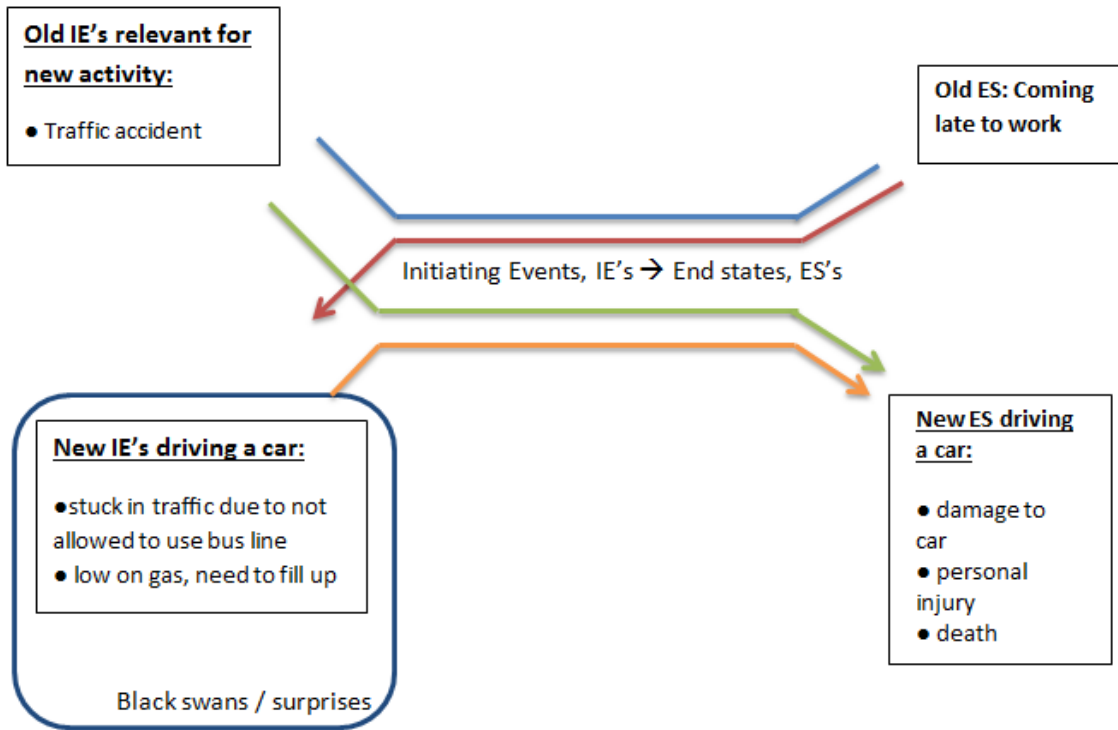 Old IE’s relevant for
new activity:
● Traffic accident
Old ES: Coming
late to work
Initiating Events, IE’s → End states, ES’s
New IE’s driving a car:
●stuck in traffic due to not
allowed to use bus line
● low on gas, need to fill up
Black swans / surprises
New ES driving
a car:
● damage to
car
● personal
injury
● death